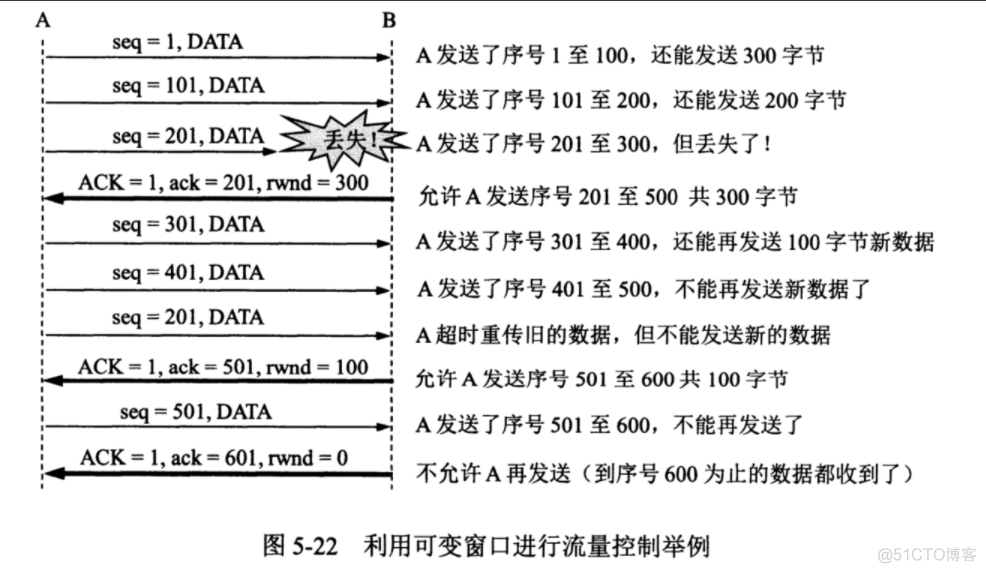 A B
seq = 1, DATA A 发送了序号 1 至 100，还能发送 300 字节
seq = 101, DATA A 发送了序号 101 至 200，还能发送 200 字节
seq = 201, DATA 丢失！ A 发送了序号 201 至 300，但丢失了！
ACK = 1, ack = 201, rwnd = 300 允许 A 发送序号 201 至 500 共 300 字节
seq = 301, DATA A 发送了序号 301 至 400，还能再发送 100 字节新数据
seq = 401, DATA A 发送了序号 401 至 500，不能再发送新数据了
seq = 201, DATA A 超时重传旧的数据，但不能发送新的数据
ACK = 1, ack = 501, rwnd = 100 允许 A 发送序号 501 至 600 共 100 字节
seq = 501, DATA A 发送了序号 501 至 600，不能再发送了
ACK = 1, ack = 601, rwnd = 0 不允许 A 再发送（到序号 600 为止的数据都收到了）
图 5-22 利用可变窗口进行流量控制举例
@51CTO博客